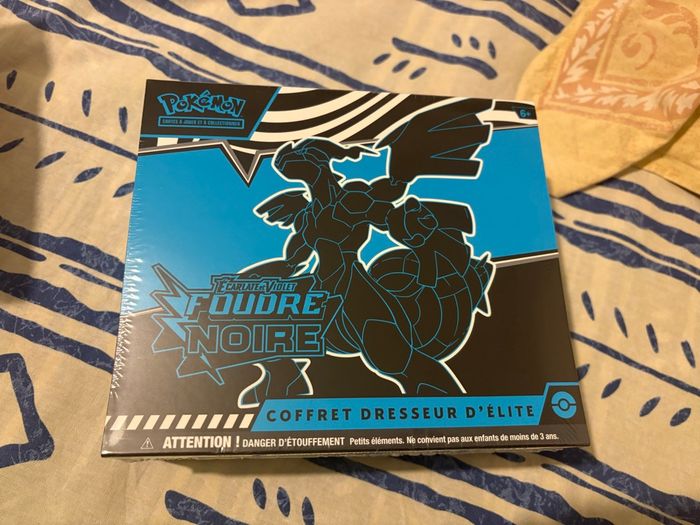 POKÉMON
CARTES À JOUER ET À COLLECTIONNER
6+
ÉCARLATE ET VIOLET
FOUDRE
NOIRE
COFFRET DRESSEUR D'ÉLITE
ATTENTION ! DANGER D'ÉTOUFFEMENT Petits éléments. Ne convient pas aux enfants de moins de 3 ans.